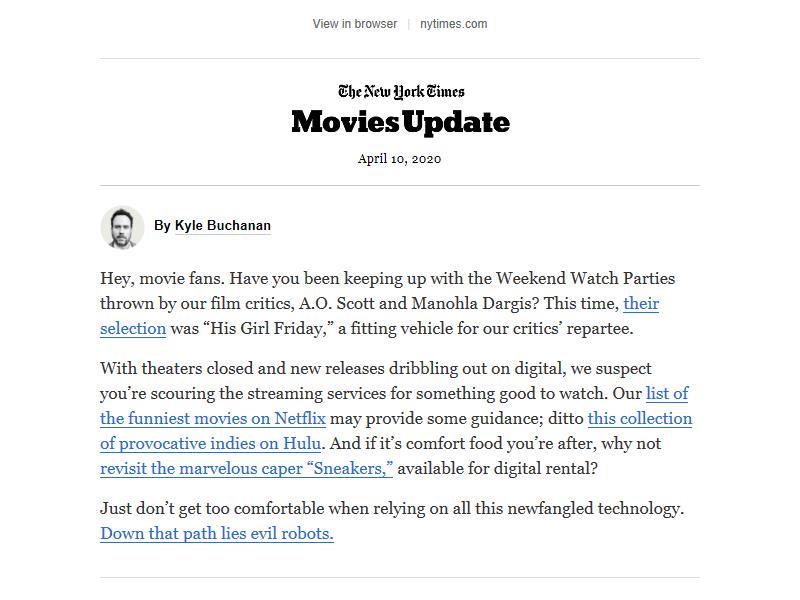 View in browser | nytimes.com
The New York Times
Movies Update
April 10, 2020
By Kyle Buchanan
Hey, movie fans. Have you been keeping up with the Weekend Watch Parties
thrown by our film critics, A.O. Scott and Manohla Dargis? This time, their
selection was “His Girl Friday,” a fitting vehicle for our critics’ repartee.
With theaters closed and new releases dribbling out on digital, we suspect
you’re scouring the streaming services for something good to watch. Our list of
the funniest movies on Netflix may provide some guidance; ditto this collection
of provocative indies on Hulu. And if it’s comfort food you’re after, why not
revisit the marvelous caper “Sneakers,” available for digital rental?
Just don’t get too comfortable when relying on all this newfangled technology.
Down that path lies evil robots.